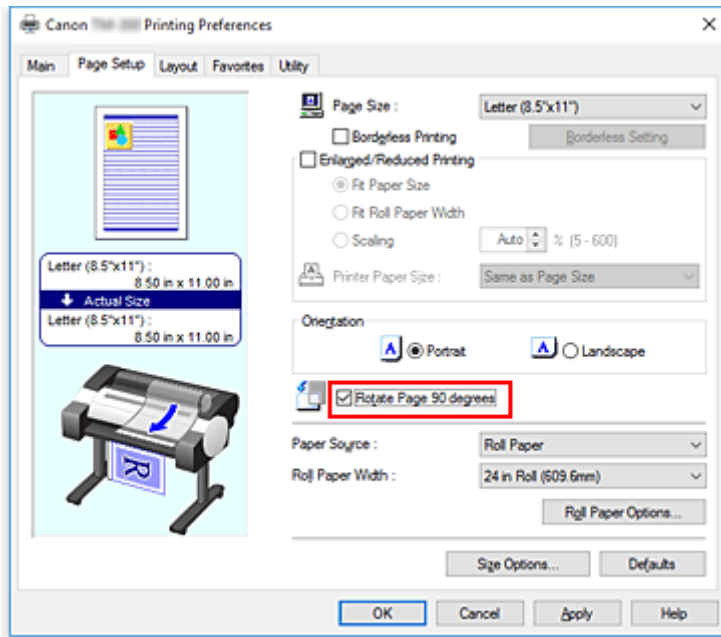 Canon Printing Preferences
Main Page Setup Layout Favorites Utility
Page Size : Letter (8.5"x11")
Borderless Printing Borderless Setting
Enlarged/Reduced Printing
Fit Paper Size
Fit Roll Paper Width
Scaling Auto % (5 - 600)
Printer Paper Size : Same as Page Size
Letter (8.5"x11") :
8.50 in x 11.00 in
Actual Size
Letter (8.5"x11") :
8.50 in x 11.00 in
Orientation
A Portrait A Landscape
Rotate Page 90 degrees
R
Paper Source : Roll Paper
Roll Paper Width : 24 in Roll (609.6mm)
Roll Paper Options...
Size Options... Defaults
OK Cancel Apply Help